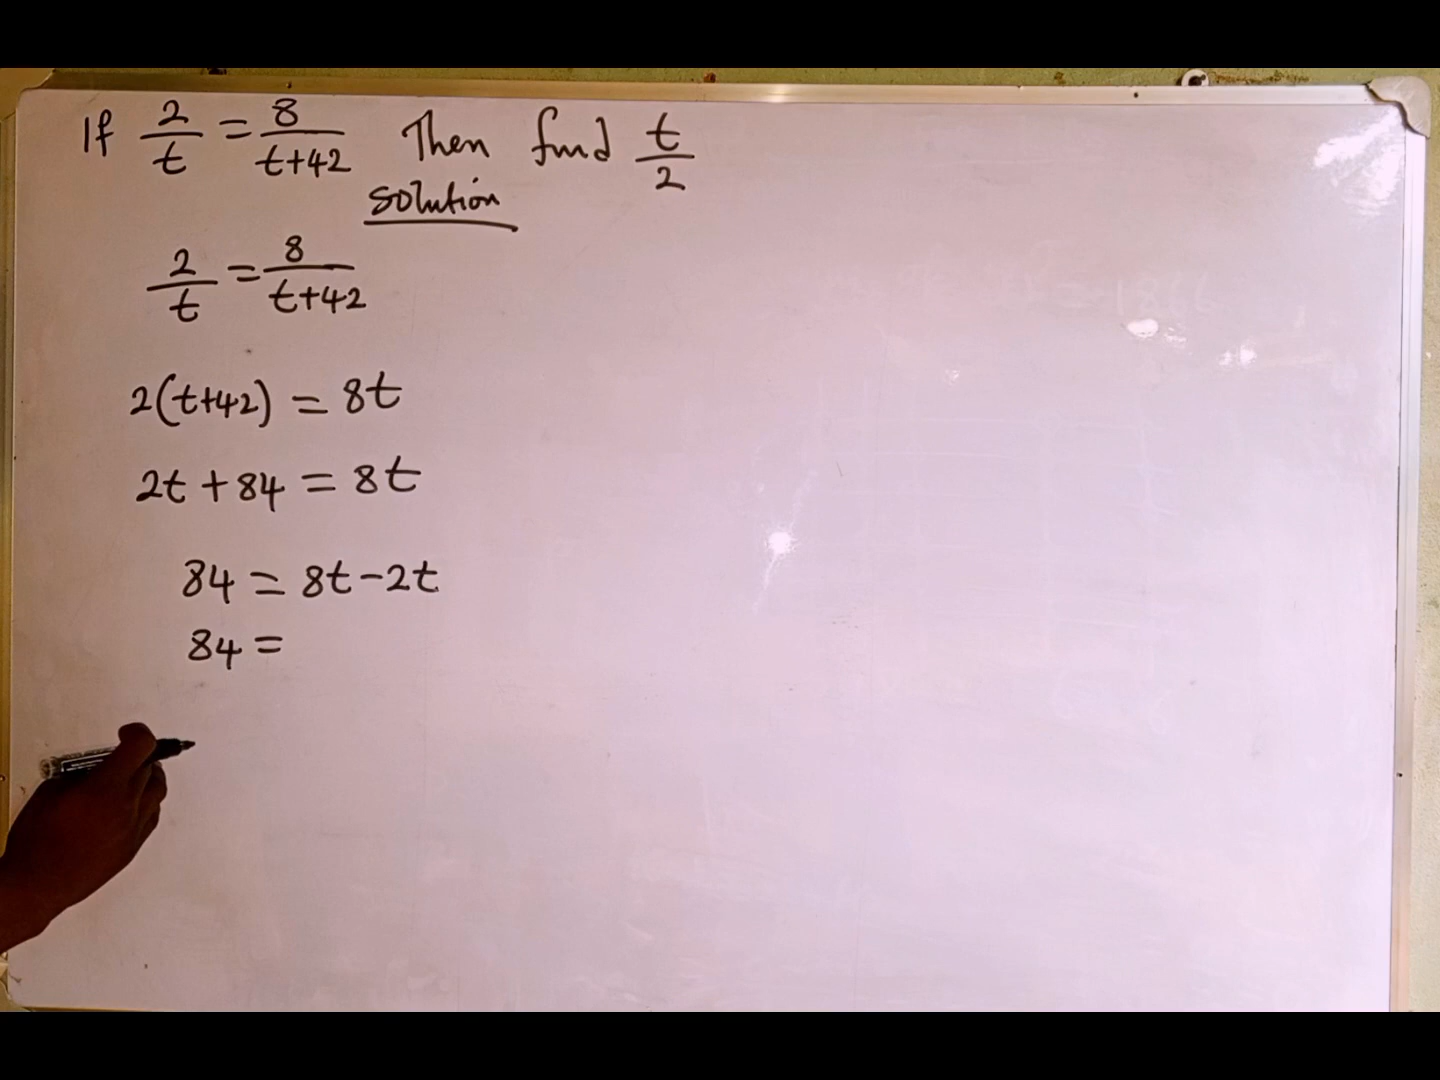 If 2/t = 8/(t+42) Then find t/2
Solution
2/t = 8/(t+42)
2(t+42) = 8t
2t + 84 = 8t
84 = 8t - 2t
84 =